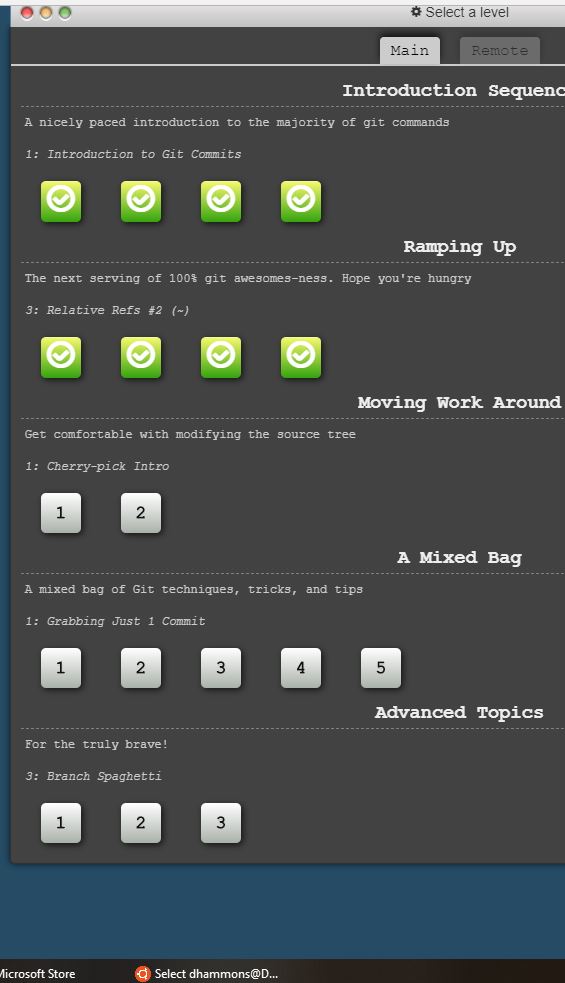 Select a level
Main Remote
Introduction Sequenc
A nicely paced introduction to the majority of git commands
1: Introduction to Git Commits
Ramping Up
The next serving of 100% git awesomes-ness. Hope you're hungry
3: Relative Refs #2 (~)
Moving Work Around
Get comfortable with modifying the source tree
1: Cherry-pick Intro
1 2
A Mixed Bag
A mixed bag of Git techniques, tricks, and tips
1: Grabbing Just 1 Commit
1 2 3 4 5
Advanced Topics
For the truly brave!
3: Branch Spaghetti
1 2 3
Microsoft Store Select dhammons@D...